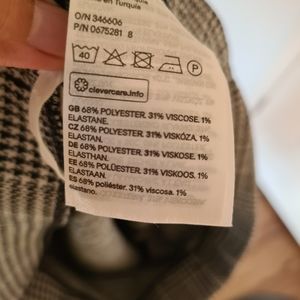 en Turquía
O/N 346606
P/N 0675281 8
40
P
clevercare.info
GB 68% POLYESTER. 31% VISCOSE. 1%
ELASTANE.
CZ 68% POLYESTER. 31% VISKÓZA. 1%
ELASTAN.
DE 68% POLYESTER. 31% VISKOSE. 1%
ELASTHAN.
EE 68% POLÜESTER. 31% VISKOOS. 1%
ELASTAAN.
ES 68% poliéster. 31% viscosa. 1%
elastano.